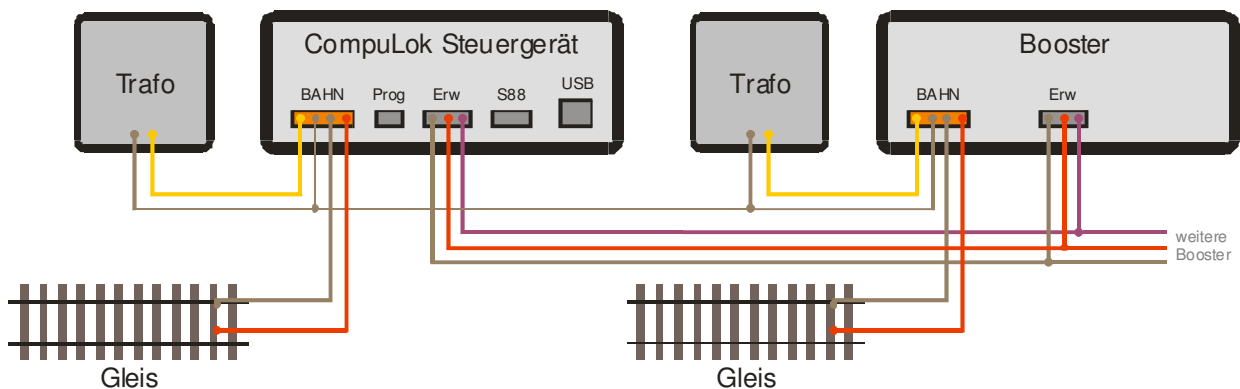 Trafo
CompuLok Steuergerät
BAHN
Prog
Erw
S88
USB
Trafo
Booster
BAHN
Erw
weitere
Booster
Gleis
Gleis